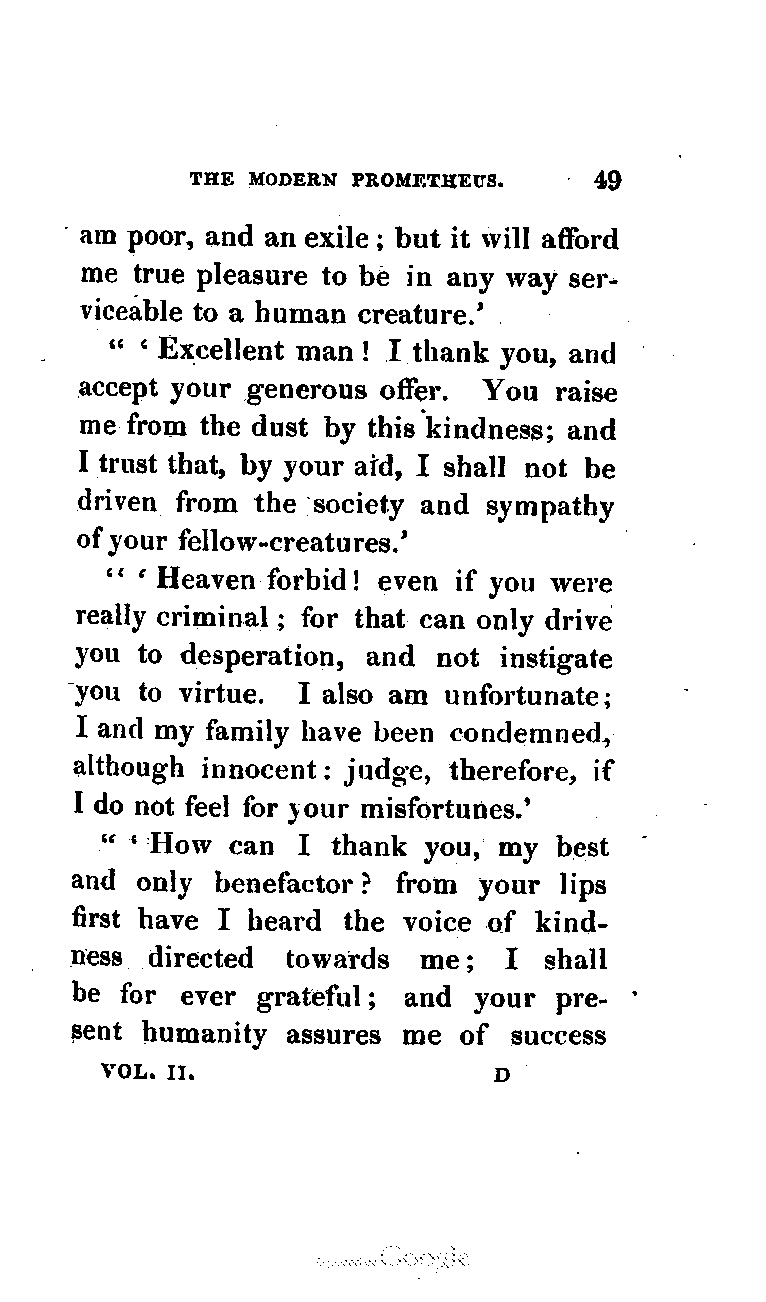 THE MODERN PROMETHEUS. 49
am poor, and an exile ; but it will afford
me true pleasure to be in any way ser-
viceable to a human creature.’
“ ‘ Excellent man ! I thank you, and
accept your generous offer. You raise
me from the dust by this kindness; and
I trust that, by your aid, I shall not be
driven from the society and sympathy
of your fellow-creatures.’
“ ‘ Heaven forbid! even if you were
really criminal ; for that can only drive
you to desperation, and not instigate
you to virtue. I also am unfortunate;
I and my family have been condemned,
although innocent : judge, therefore, if
I do not feel for your misfortunes.’
“ ‘ How can I thank you, my best
and only benefactor ? from your lips
first have I heard the voice of kind-
ness directed towards me; I shall
be for ever grateful; and your pre-
sent humanity assures me of success
VOL. II. D
Google